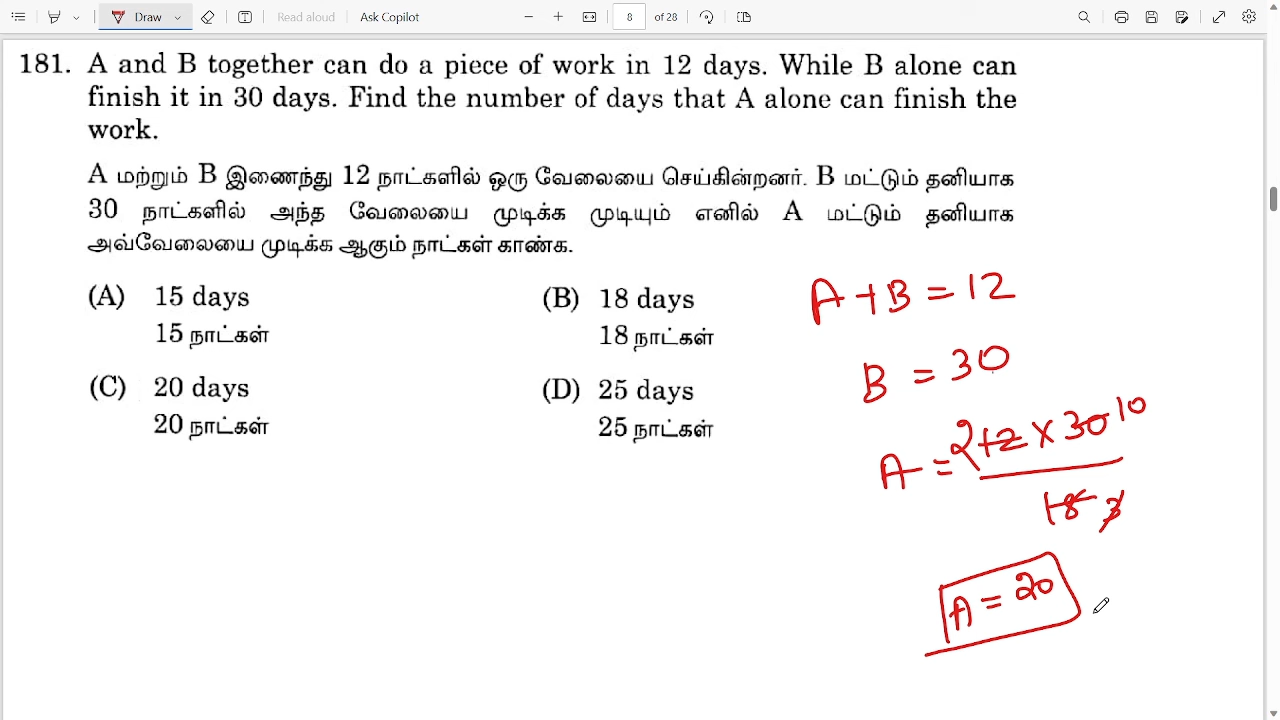 Draw
Read aloud
Ask Copilot
8
of 28
181. A and B together can do a piece of work in 12 days. While B alone can
finish it in 30 days. Find the number of days that A alone can finish the
work.
A மற்றும் B இணைந்து 12 நாட்களில் ஒரு வேலையை செய்கின்றனர். B மட்டும் தனியாக
30 நாட்களில் அந்த வேலையை முடிக்க முடியும் எனில் A மட்டும் தனியாக
அவ்வேலையை முடிக்க ஆகும் நாட்கள் காண்க.
(A) 15 days
15 நாட்கள்
(B) 18 days
18 நாட்கள்
(C) 20 days
20 நாட்கள்
(D) 25 days
25 நாட்கள்
A+B = 12
B = 30
A = 2 12 x 30 10
18 3
A = 20